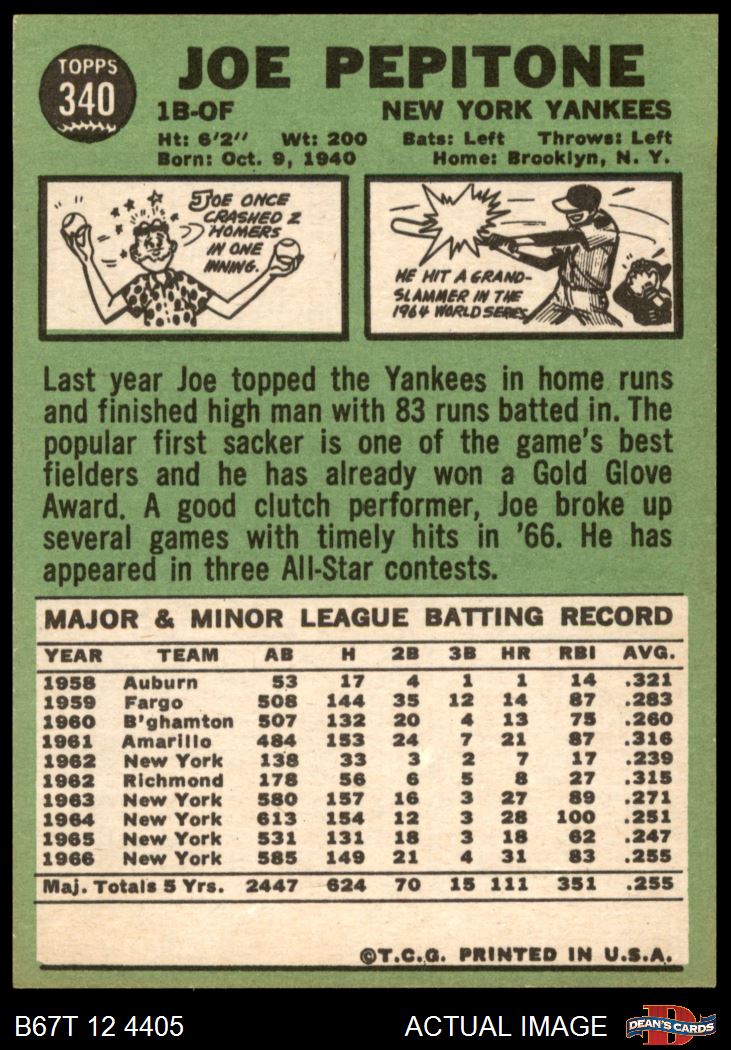 TOPPS
340
JOE PEPITONE
1B-OF NEW YORK YANKEES
Ht: 6'2" Wt: 200 Bats: Left Throws: Left
Born: Oct. 9, 1940 Home: Brooklyn, N. Y.
JOE ONCE
CRASHED 2
HOMERS
IN ONE
INNING.
HE HIT A GRAND-
SLAMMER IN THE
1964 WORLD SERIES.
Last year Joe topped the Yankees in home runs
and finished high man with 83 runs batted in. The
popular first sacker is one of the game's best
fielders and he has already won a Gold Glove
Award. A good clutch performer, Joe broke up
several games with timely hits in '66. He has
appeared in three All-Star contests.
MAJOR & MINOR LEAGUE BATTING RECORD
YEAR TEAM AB H 2B 3B HR RBI AVG.
1958 Auburn 53 17 4 1 1 14 .321
1959 Fargo 508 144 35 12 14 87 .283
1960 B'ghamton 507 132 20 4 13 75 .260
1961 Amarillo 484 153 24 7 21 87 .316
1962 New York 138 33 3 2 7 17 .239
1962 Richmond 178 56 6 5 8 27 .315
1963 New York 580 157 16 3 27 89 .271
1964 New York 613 154 12 3 28 100 .251
1965 New York 531 131 18 3 18 62 .247
1966 New York 585 149 21 4 31 83 .255
Maj. Totals 5 Yrs. 2447 624 70 15 111 351 .255
©T.C.G. PRINTED IN U.S.A.
B67T 12 4405 ACTUAL IMAGE DEAN'S CARDS